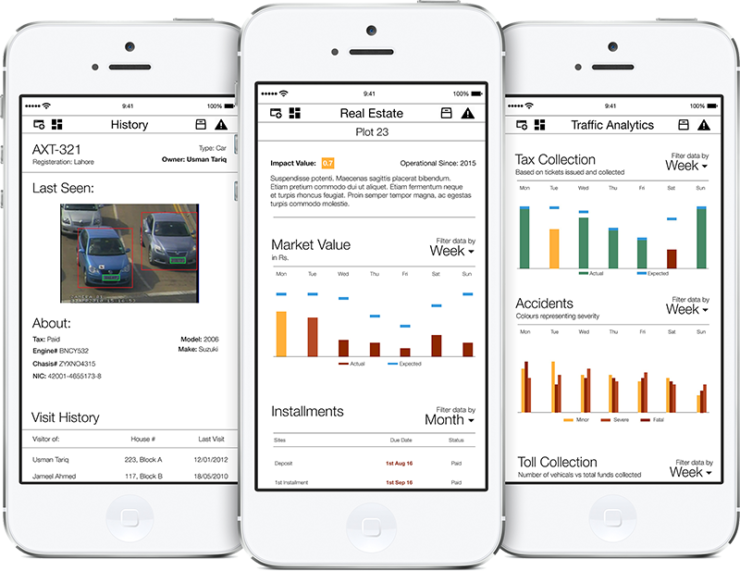 9:41
100%
History
AXT-321
Type: Car
Registeration: Lahore
Owner: Usman Tariq
Last Seen:
About:
Tax: Paid
Model: 2006
Engine# BNCY532
Make: Suzuki
Chasis# ZYXNO4315
NIC: 42001-4655173-8
Visit History
Visitor of:
House #
Last Visit
Usman Tariq
223, Block A
12/01/2012
Jameel Ahmed
117, Block B
18/05/2010
9:41
100%
Real Estate
Plot 23
Impact Value: 0.7
Operational Since: 2015
Suspendisse potenti. Maecenas sagittis placerat bibendum.
Etiam pretium commodo dui ut aliquet. Etiam fermentum neque
et turpis rhoncus feugiat. Proin semper tempor magna, ac egestas
turpis commodo molestie.
Market Value
in Rs.
Filter data by
Week
Mon Tue Wed Thu Fri Sat Sun
Actual Expected
Installments
Filter data by
Month
Sites
Due Date
Status
Deposit
1st Aug 16
Paid
1st Installment
1st Sep 16
Paid
9:41
100%
Traffic Analytics
Tax Collection
Based on tickets issued and collected
Filter data by
Week
Mon Tue Wed Thu Fri Sat Sun
Actual Expected
Accidents
Colours representing severity
Filter data by
Week
Mon Tue Wed Thu Fri Sat Sun
Minor Severe Fatal
Toll Collection
Number of vehicals vs total funds collected
Filter data by
Week